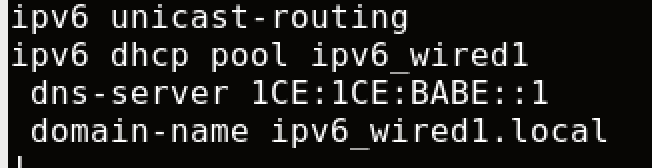 ipv6 unicast-routing
ipv6 dhcp pool ipv6_wired1
dns-server 1CE:1CE:BABE::1
domain-name ipv6_wired1.local